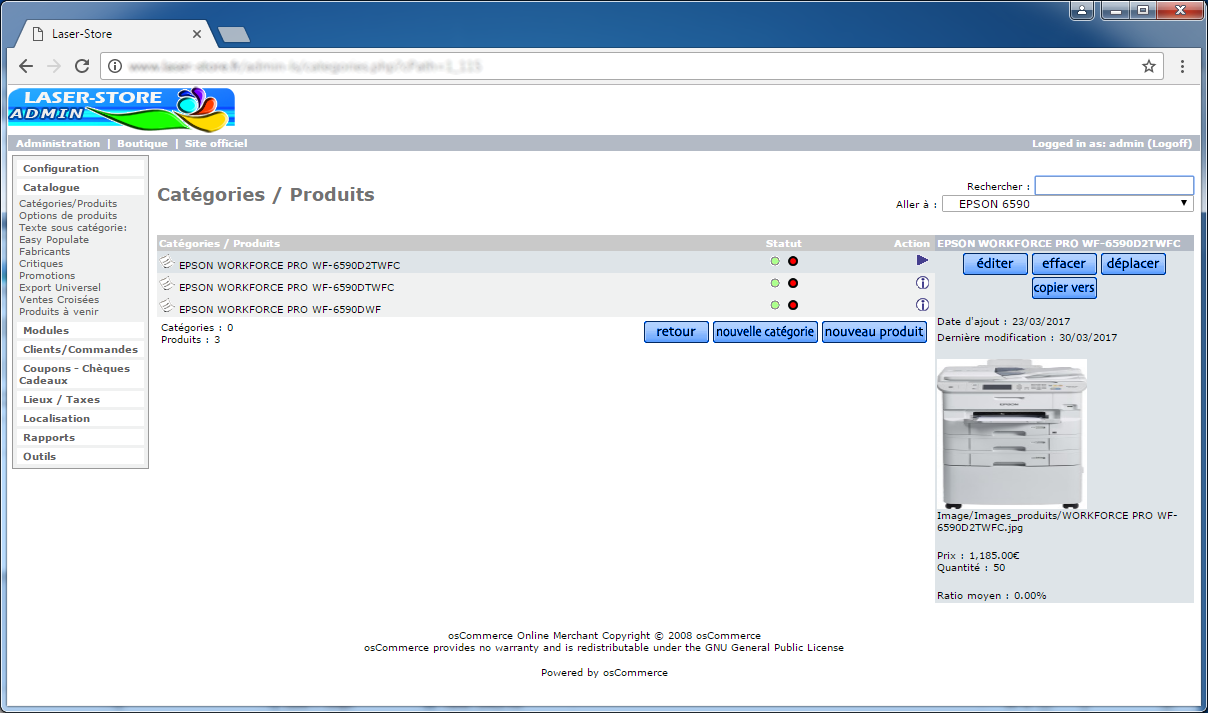 Laser-Store
LASER-STORE
ADMIN
Administration | Boutique | Site officiel
Logged in as: admin (Logoff)
Configuration
Catalogue
Catégories/Produits
Options de produits
Texte sous catégorie:
Easy Populate
Fabricants
Critiques
Promotions
Export Universel
Ventes Croisées
Produits à venir
Modules
Clients/Commandes
Coupons - Chèques
Cadeaux
Lieux / Taxes
Localisation
Rapports
Outils
Catégories / Produits
Rechercher :
Aller à : EPSON 6590
Catégories / Produits Statut Action
EPSON WORKFORCE PRO WF-6590D2TWFC
EPSON WORKFORCE PRO WF-6590DTWFC
EPSON WORKFORCE PRO WF-6590DWF
Catégories : 0
Produits : 3
retour nouvelle catégorie nouveau produit
EPSON WORKFORCE PRO WF-6590D2TWFC
éditer effacer déplacer
copier vers
Date d'ajout : 23/03/2017
Dernière modification : 30/03/2017
Image/Images_produits/WORKFORCE PRO WF-
6590D2TWFC.jpg
Prix : 1,185.00€
Quantité : 50
Ratio moyen : 0.00%
osCommerce Online Merchant Copyright © 2008 osCommerce
osCommerce provides no warranty and is redistributable under the GNU General Public License
Powered by osCommerce